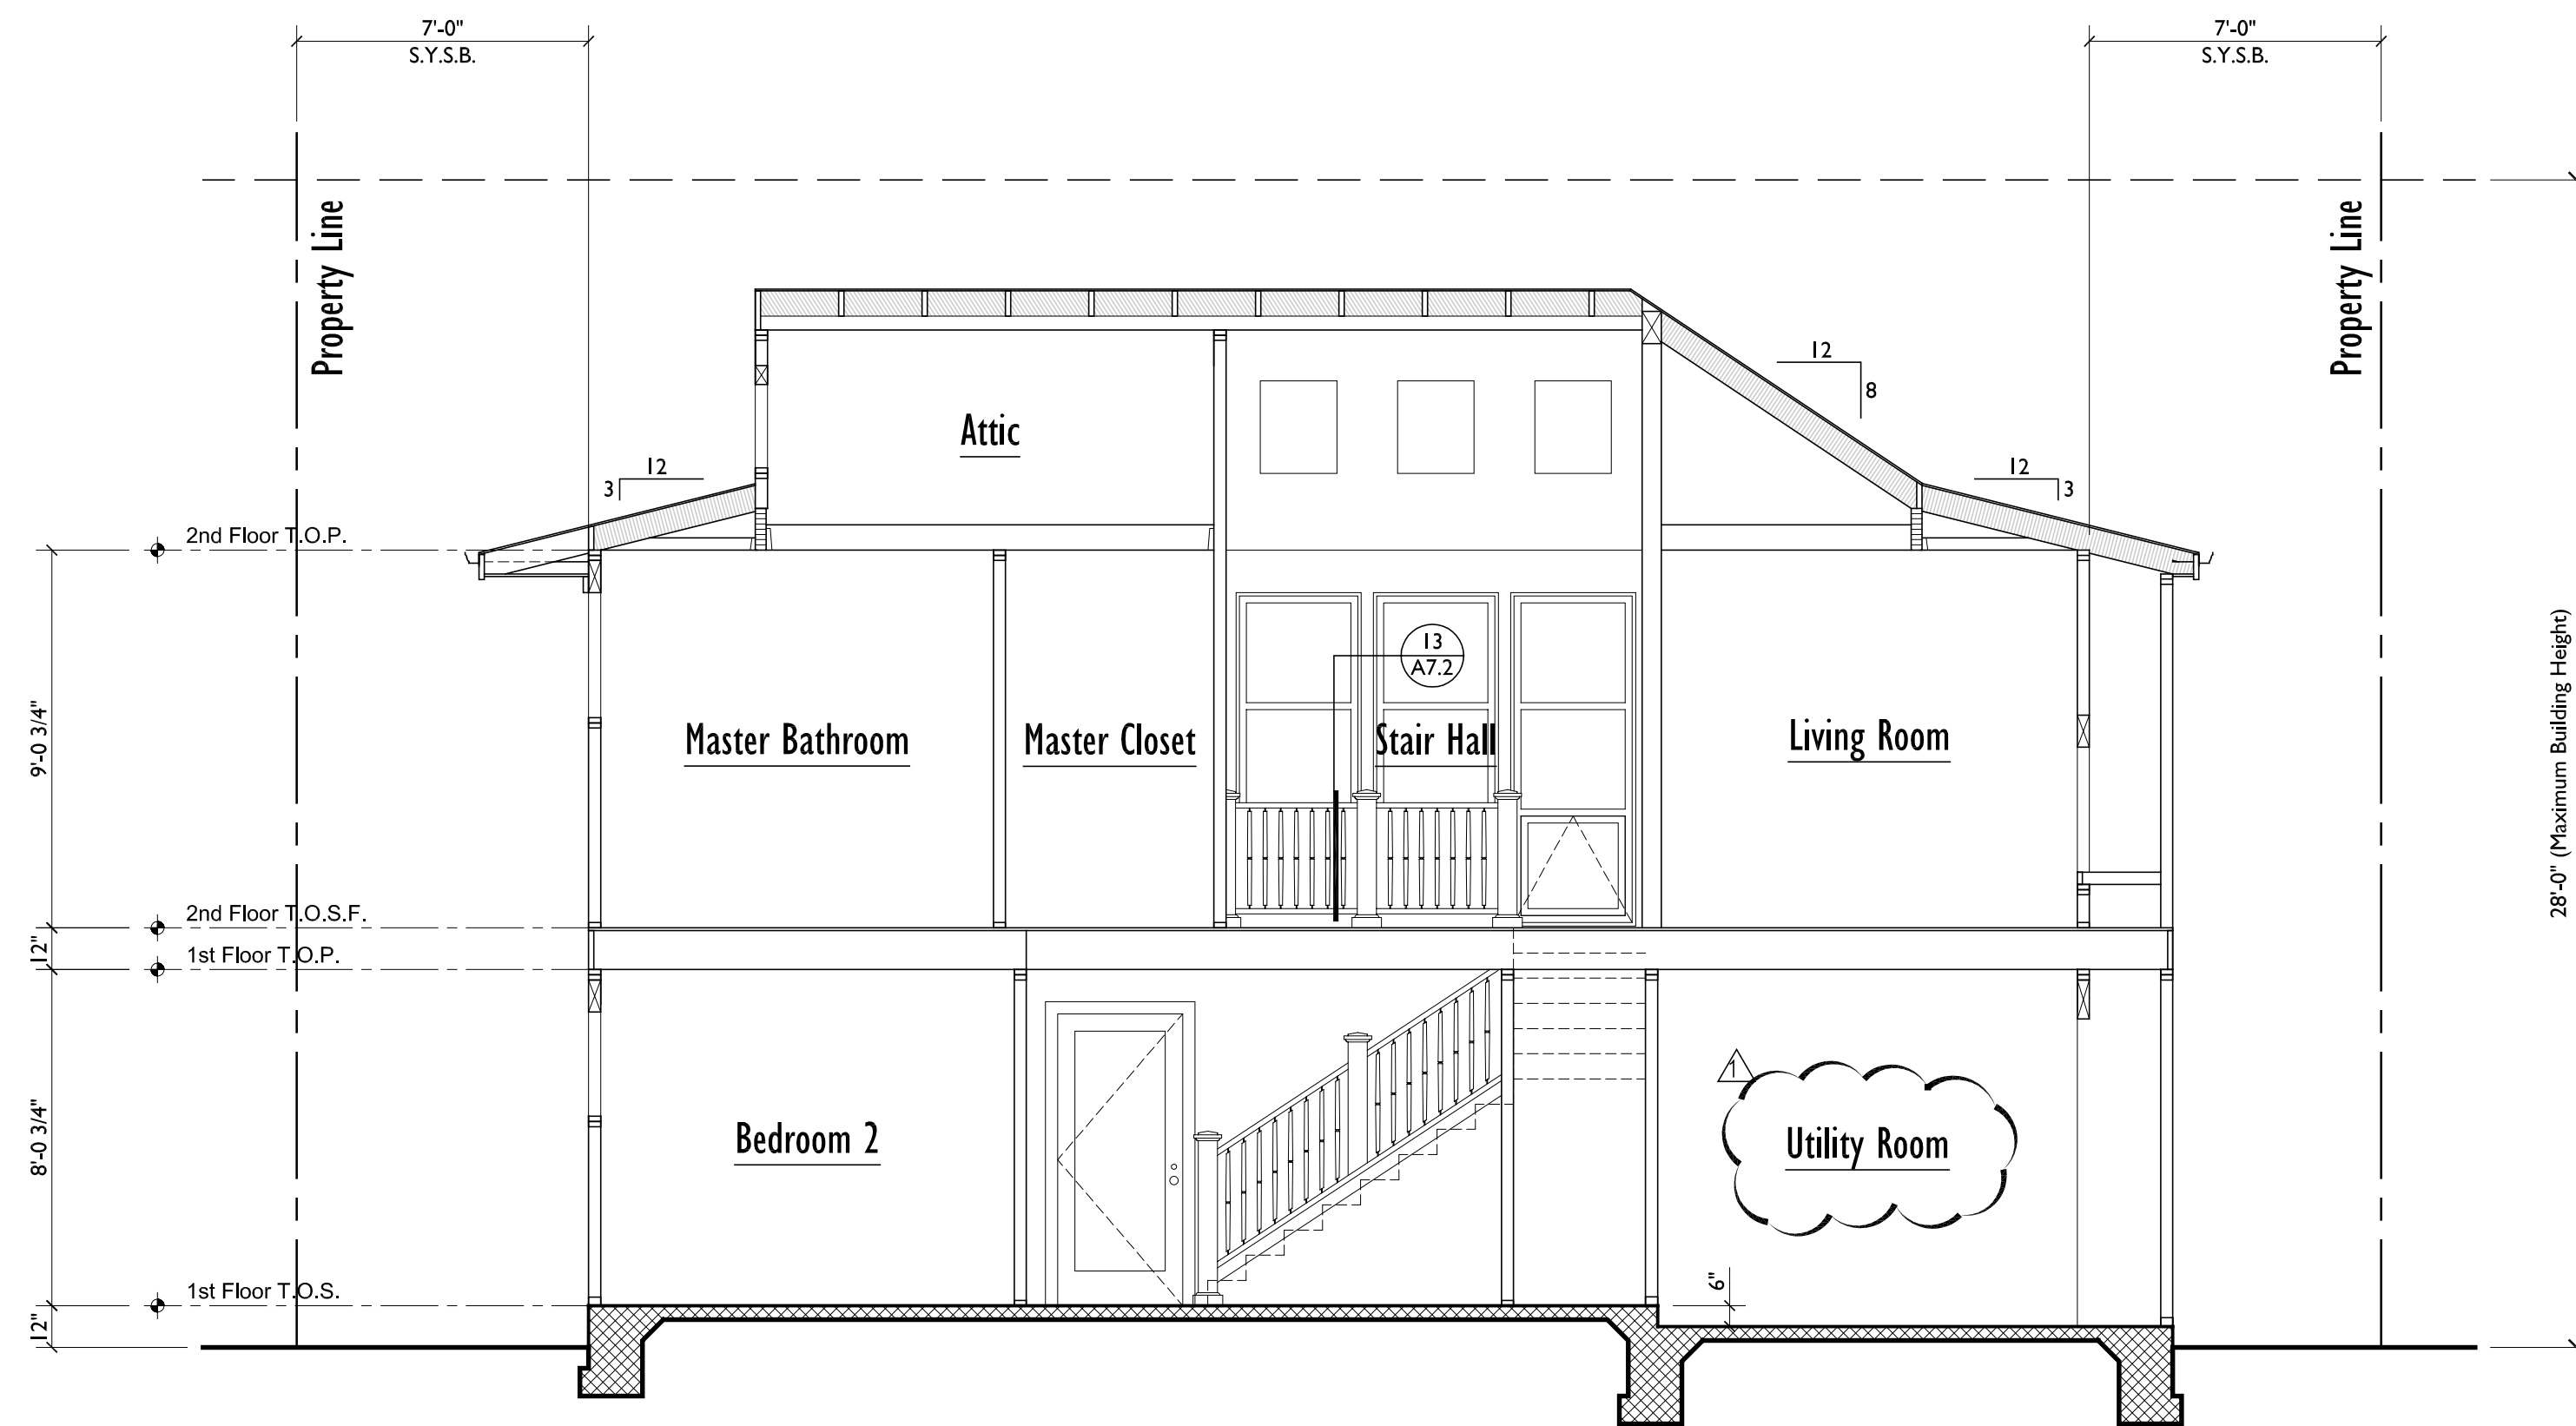 7'-0"
S.Y.S.B.
7'-0"
S.Y.S.B.
Property Line
Property Line
12
8
Attic
12
3
12
3
2nd Floor T.O.P.
13
A7.2
28'-0" (Maximum Building Height)
9'-0 3/4"
Master Bathroom
Master Closet
Stair Hall
Living Room
2nd Floor T.O.S.F.
12"
1st Floor T.O.P.
1
8'-0 3/4"
Bedroom 2
Utility Room
6"
1st Floor T.O.S.
12"